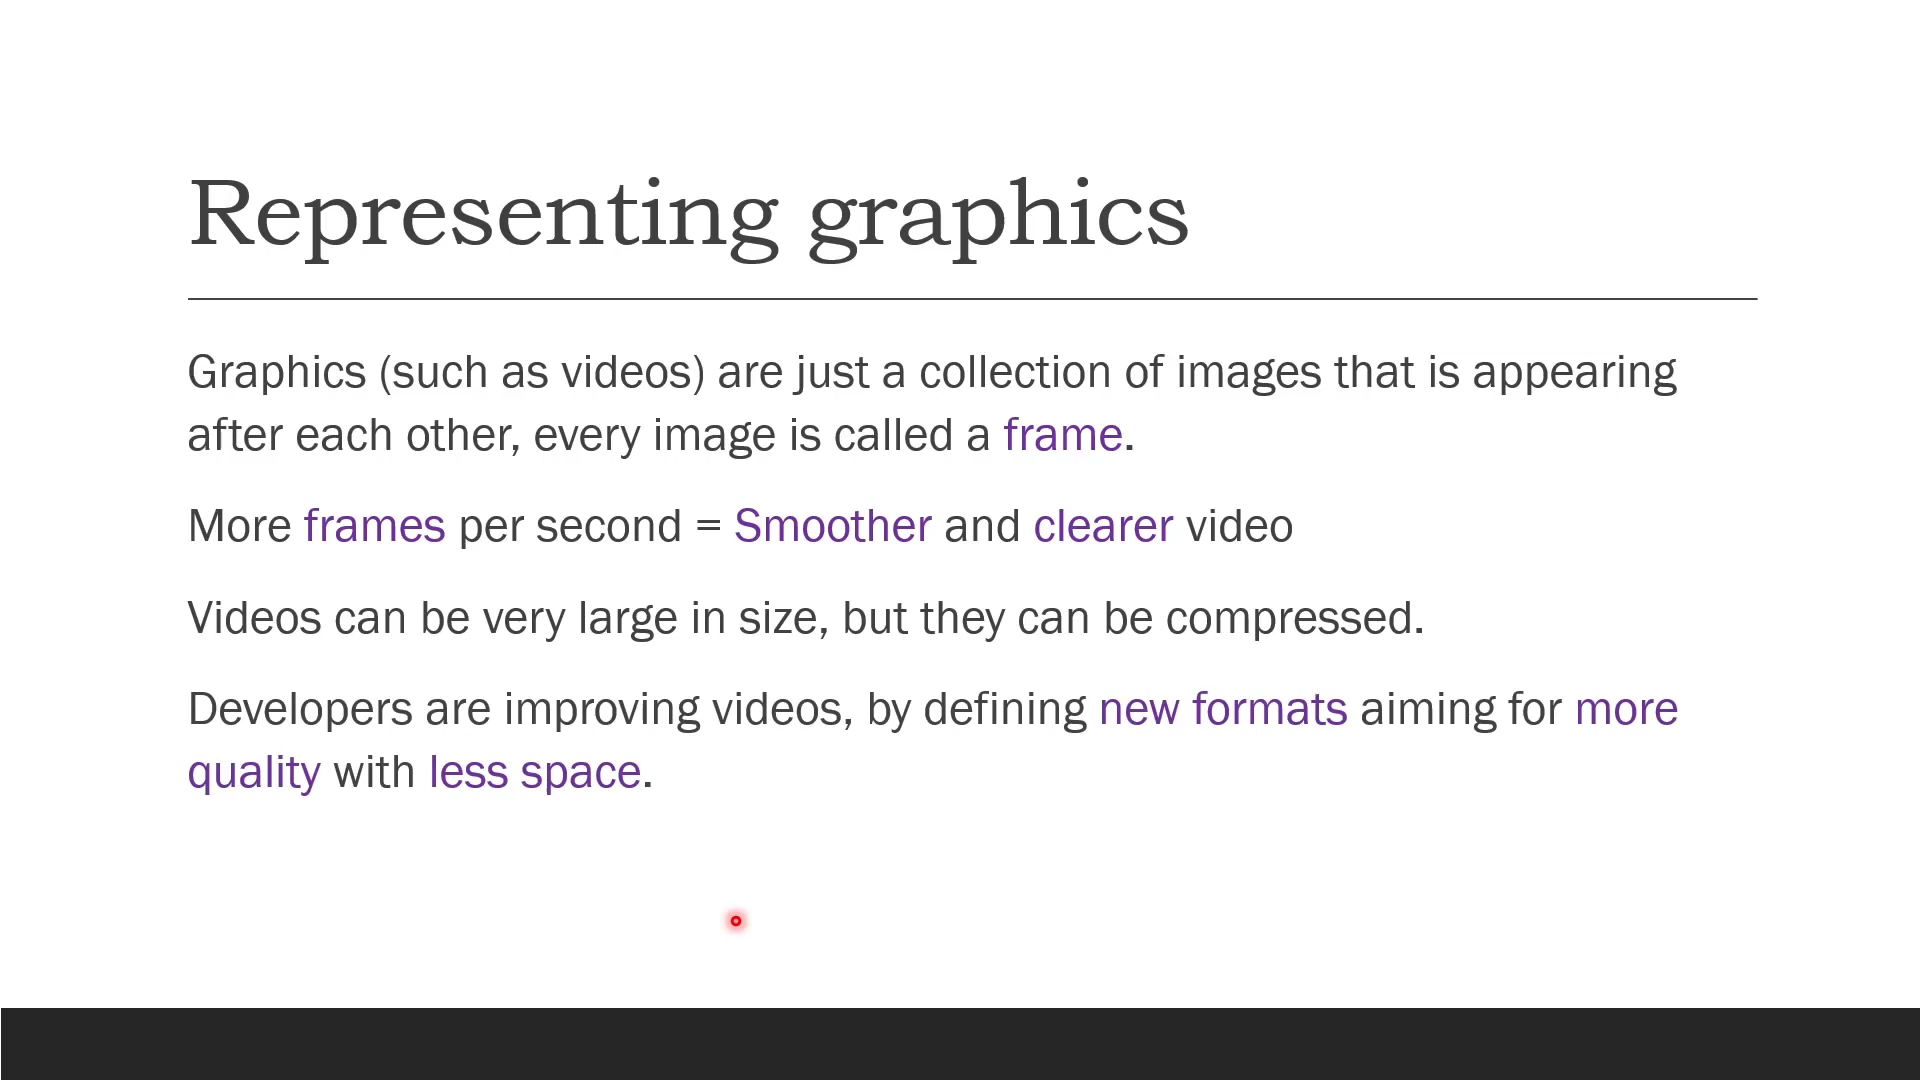 Representing graphics
Graphics (such as videos) are just a collection of images that is appearing
after each other, every image is called a frame.
More frames per second = Smoother and clearer video
Videos can be very large in size, but they can be compressed.
Developers are improving videos, by defining new formats aiming for more
quality with less space.